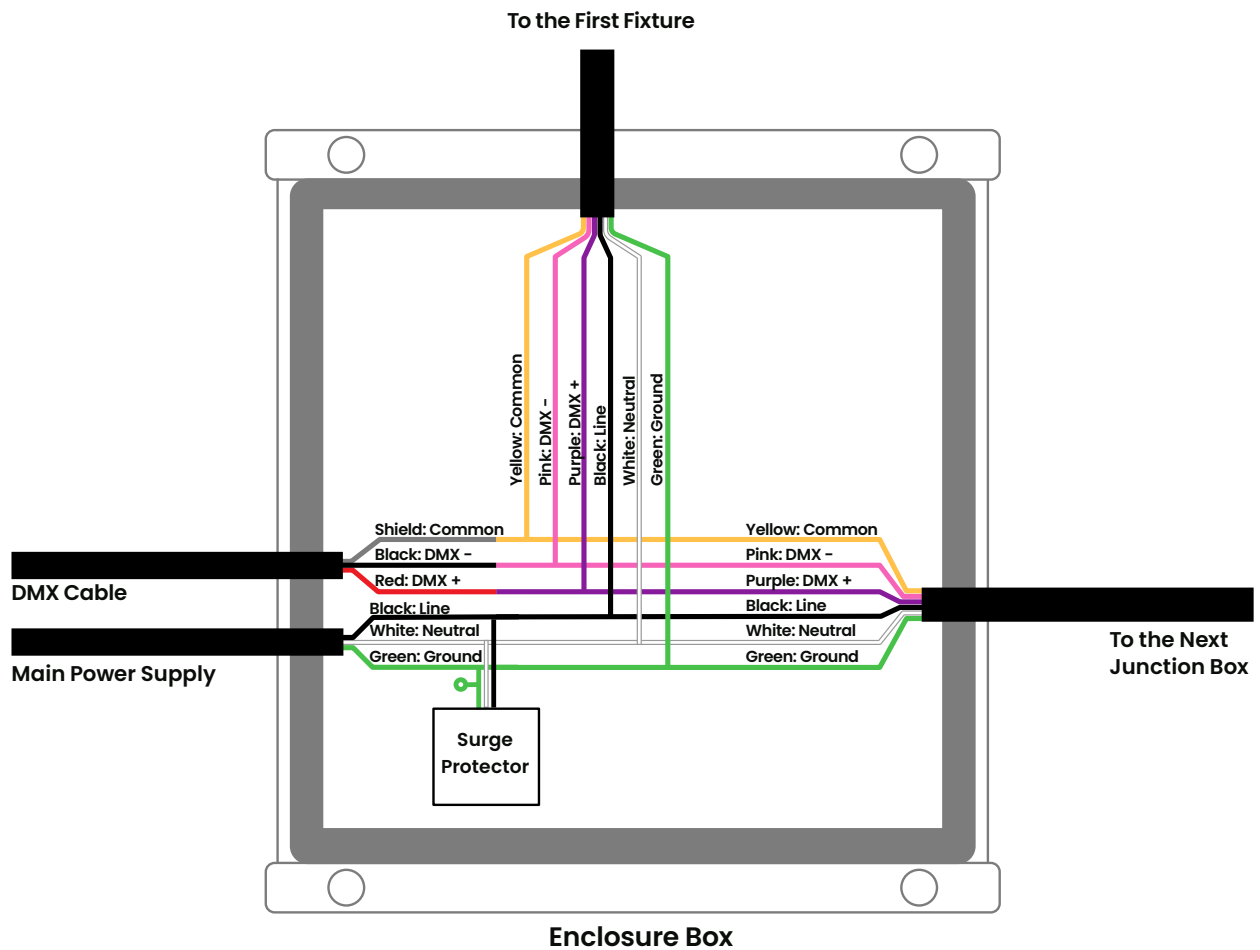 To the First Fixture
Yellow: Common
Pink: DMX -
Purple: DMX +
Black: Line
White: Neutral
Green: Ground
Shield: Common
Black: DMX -
Red: DMX +
Black: Line
White: Neutral
Green: Ground
Yellow: Common
Pink: DMX -
Purple: DMX +
Black: Line
White: Neutral
Green: Ground
DMX Cable
Main Power Supply
To the Next
Junction Box
Surge
Protector
Enclosure Box